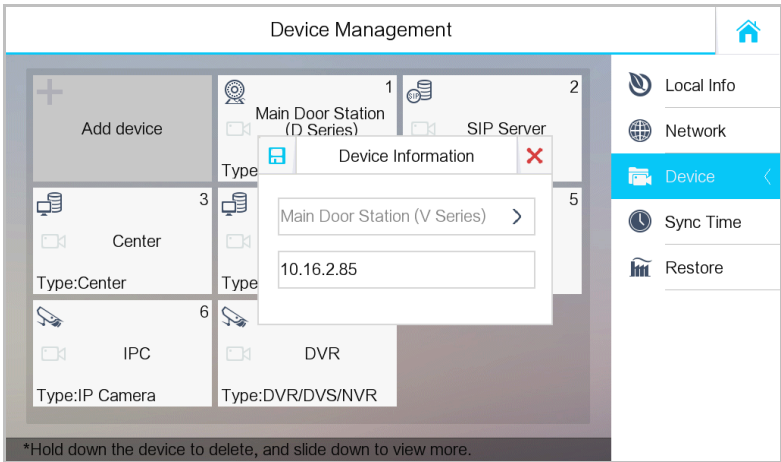 Device Management
Add device
1
Main Door Station
(D Series)
Type
SIP
2
SIP Server
3
Center
Type:Center
Type
5
6
IPC
Type:IP Camera
DVR
Type:DVR/DVS/NVR
Device Information
Main Door Station (V Series)
10.16.2.85
Local Info
Network
Device
Sync Time
Restore
*Hold down the device to delete, and slide down to view more.